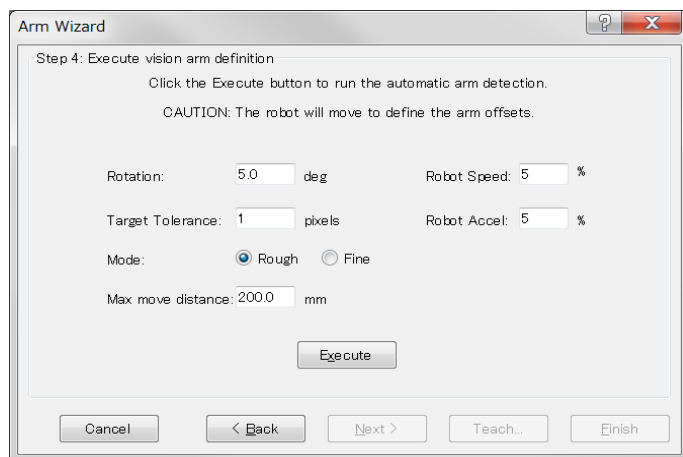 Arm Wizard
Step 4: Execute vision arm definition
Click the Execute button to run the automatic arm detection.
CAUTION: The robot will move to define the arm offsets.
Rotation: 5.0 deg Robot Speed: 5 %
Target Tolerance: 1 pixels Robot Accel: 5 %
Mode: Rough Fine
Max move distance: 200.0 mm
Execute
Cancel < Back Next > Teach... Finish